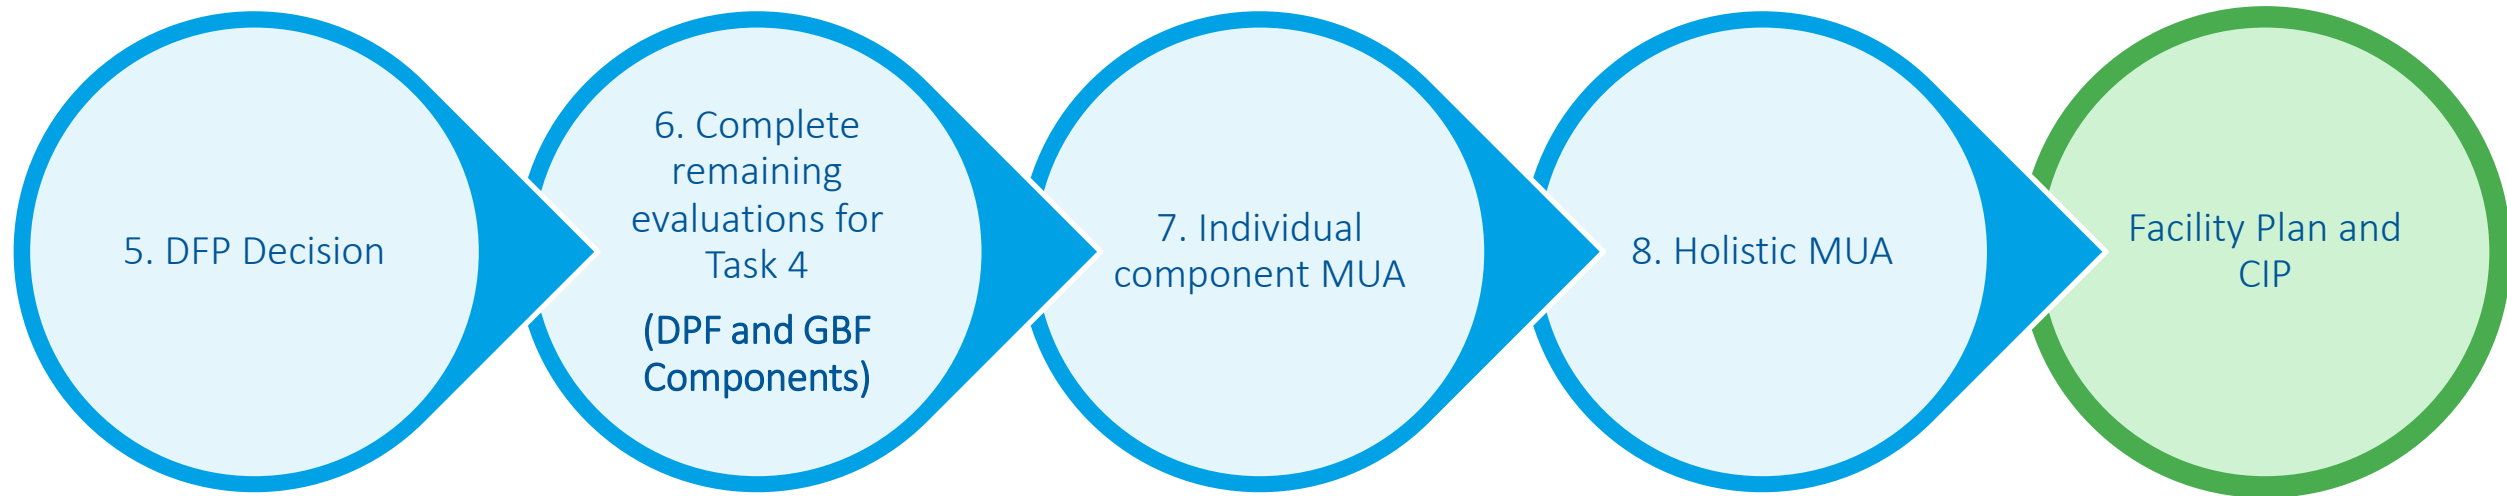 5. DFP Decision
6. Complete
remaining
evaluations for
Task 4
(DPF and GBF
Components)
7. Individual
component MUA
8. Holistic MUA
Facility Plan and
CIP